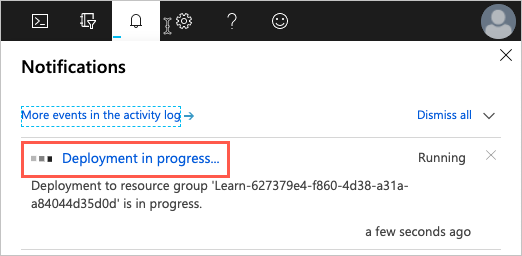 Notifications
More events in the activity log →
Dismiss all
Deployment in progress...
Running
Deployment to resource group 'Learn-627379e4-f860-4d38-a31a-
a84044d35d0d' is in progress.
a few seconds ago